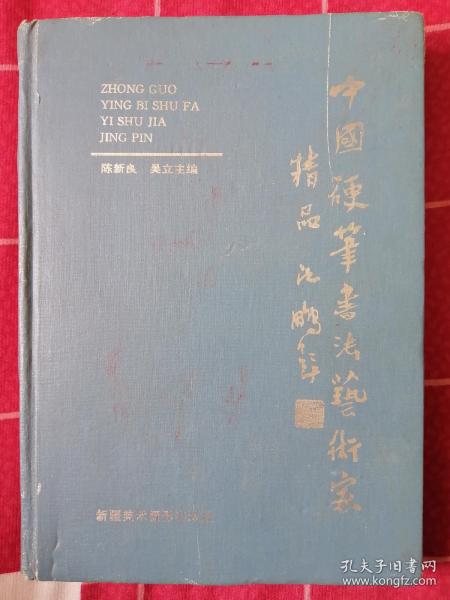 ZHONG GUO
YING BI SHU FA
YI SHU JIA
JING PIN
陈新良 吴立主编
中國硬筆書法藝術家
精品 沈鵬
新疆美术摄影出版社
孔夫子旧书网
www.kongfz.com